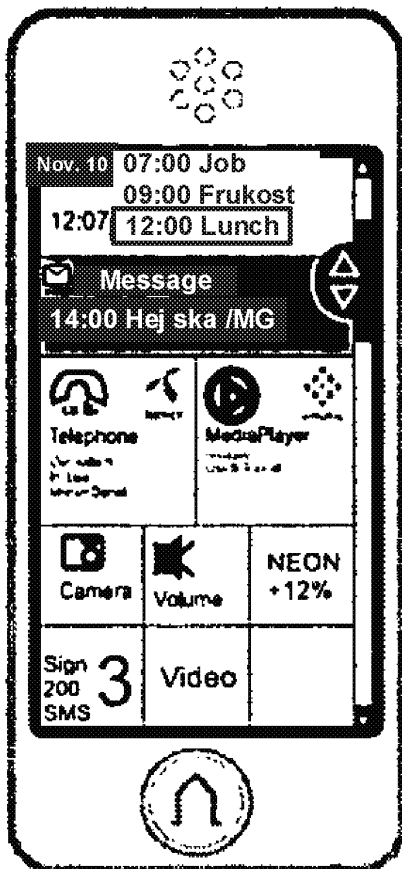 Nov. 10 07:00 Job
09:00 Frukost
12:07 12:00 Lunch
Message
14:00 Hej ska /MG
Telephone
MediaPlayer
Camera
Volume
NEON
+12%
Sign
200 3
SMS
Video